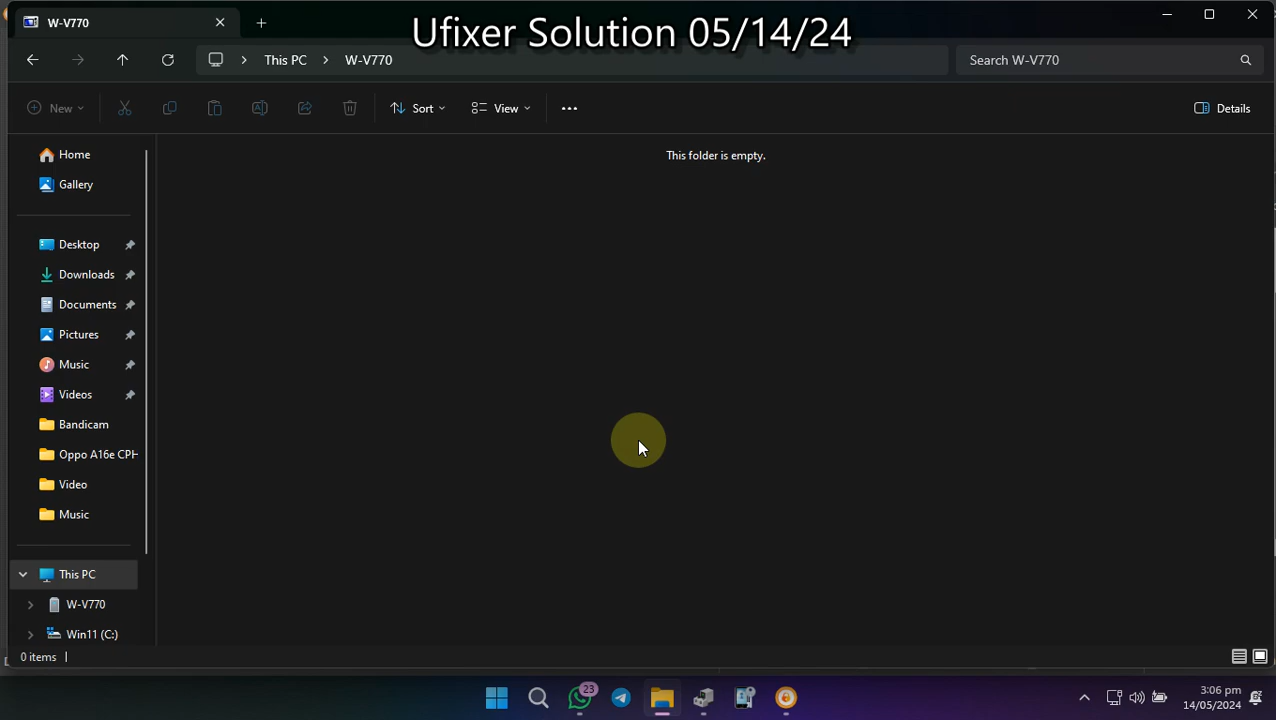 W-V770
Ufixer Solution 05/14/24
This PC
W-V770
Search W-V770
New
Sort
View
Details
Home
This folder is empty.
Gallery
Desktop
Downloads
Documents
Pictures
Music
Videos
Bandicam
Oppo A16e CPH
Video
Music
This PC
W-V770
Win11 (C:)
0 items
23
3:06 pm
14/05/2024